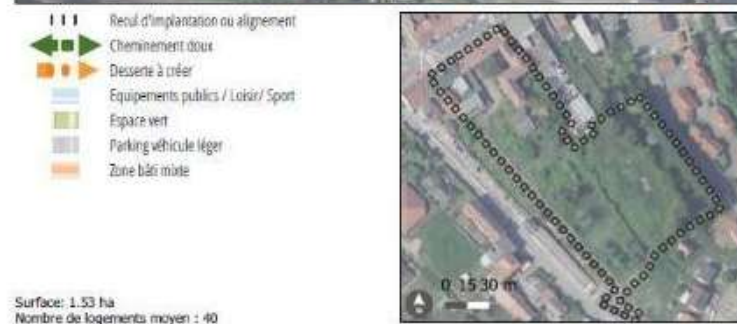 Recul d'implantation ou alignement
Cheminement doux
Desserte à créer
Equipements publics / Loisir/ Sport
Espace vert
Parking véhicule léger
Zone bâti mixte
0 15 30 m
Surface: 1.53 ha
Nombre de logements moyen : 40